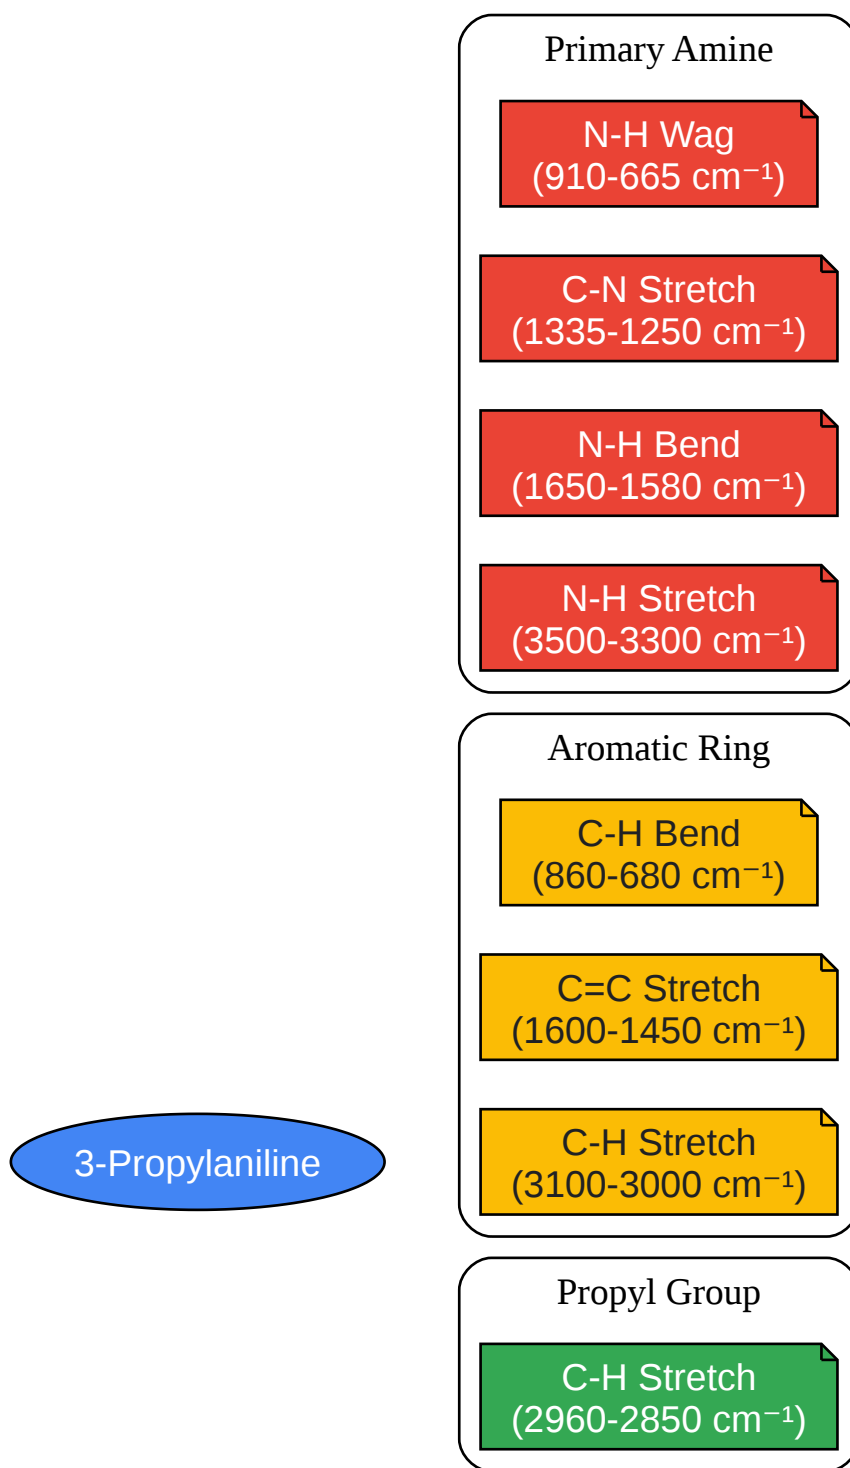 Primary Amine
N-H Wag
(910-665 cm⁻¹)
C-N Stretch
(1335-1250 cm⁻¹)
N-H Bend
(1650-1580 cm⁻¹)
N-H Stretch
(3500-3300 cm⁻¹)
Aromatic Ring
C-H Bend
(860-680 cm⁻¹)
C=C Stretch
(1600-1450 cm⁻¹)
C-H Stretch
(3100-3000 cm⁻¹)
3-Propylaniline
Propyl Group
C-H Stretch
(2960-2850 cm⁻¹)